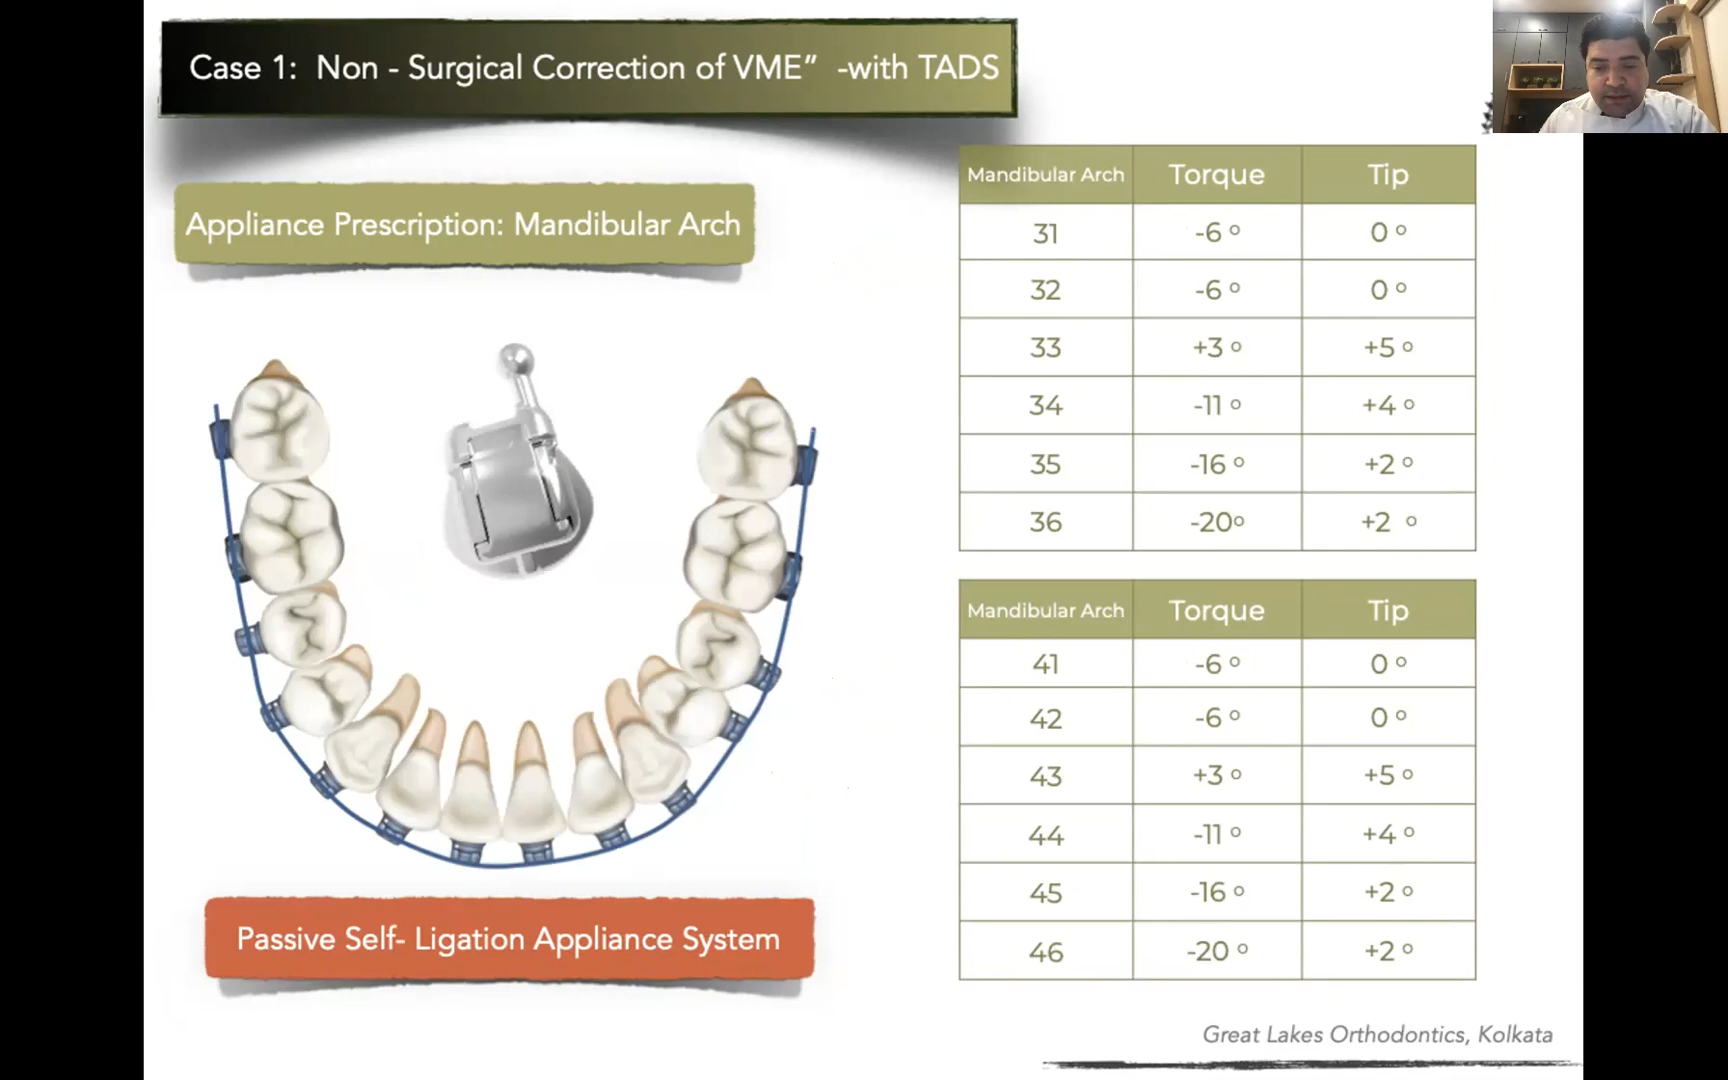 Case 1:  Non - Surgical Correction of VME”  -with TADS
Appliance Prescription: Mandibular Arch
Passive Self- Ligation Appliance System
Mandibular Arch Torque Tip
31 -6 º 0 º
32 -6 º 0 º
33 +3 º +5 º
34 -11 º +4 º
35 -16 º +2 º
36 -20º +2 º
Mandibular Arch Torque Tip
41 -6 º 0 º
42 -6 º 0 º
43 +3 º +5 º
44 -11 º +4 º
45 -16 º +2 º
46 -20 º +2 º
Great Lakes Orthodontics, Kolkata